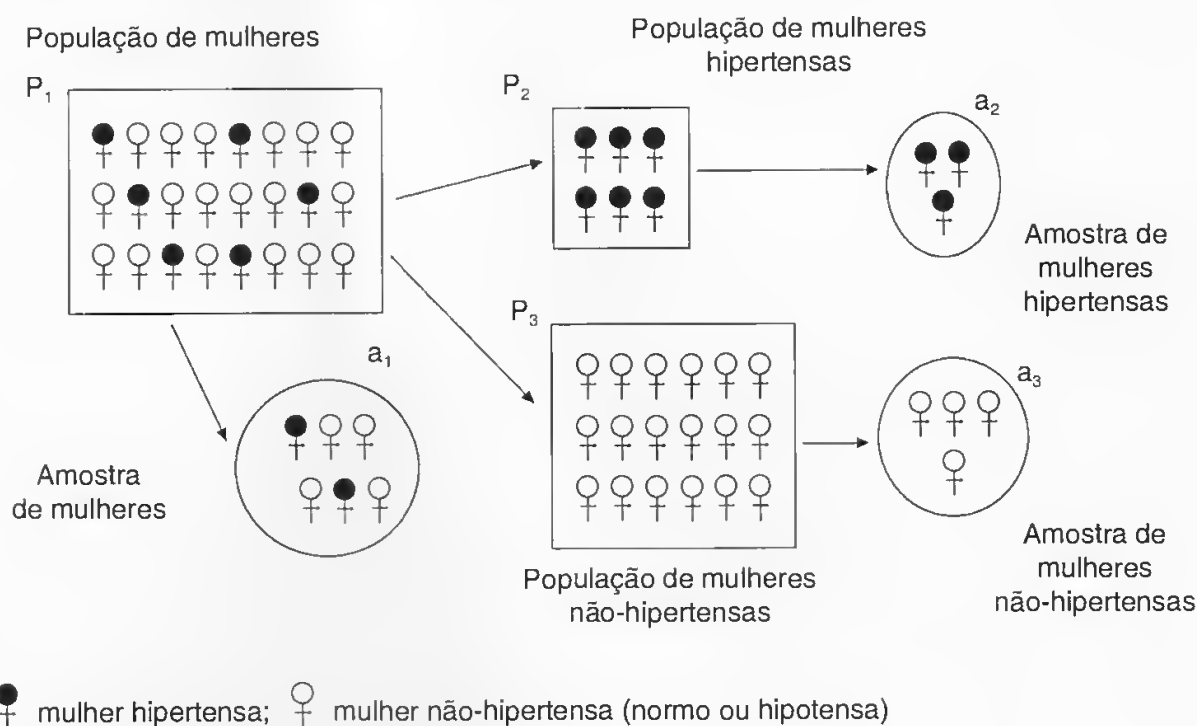 População de mulheres
P₁
População de mulheres
hipertensas
P₂
a₂
Amostra de
mulheres
hipertensas
P₃
a₁
Amostra
de mulheres
a₃
População de mulheres
não-hipertensas
Amostra de
mulheres
não-hipertensas
mulher hipertensa; mulher não-hipertensa (normo ou hipotensa)